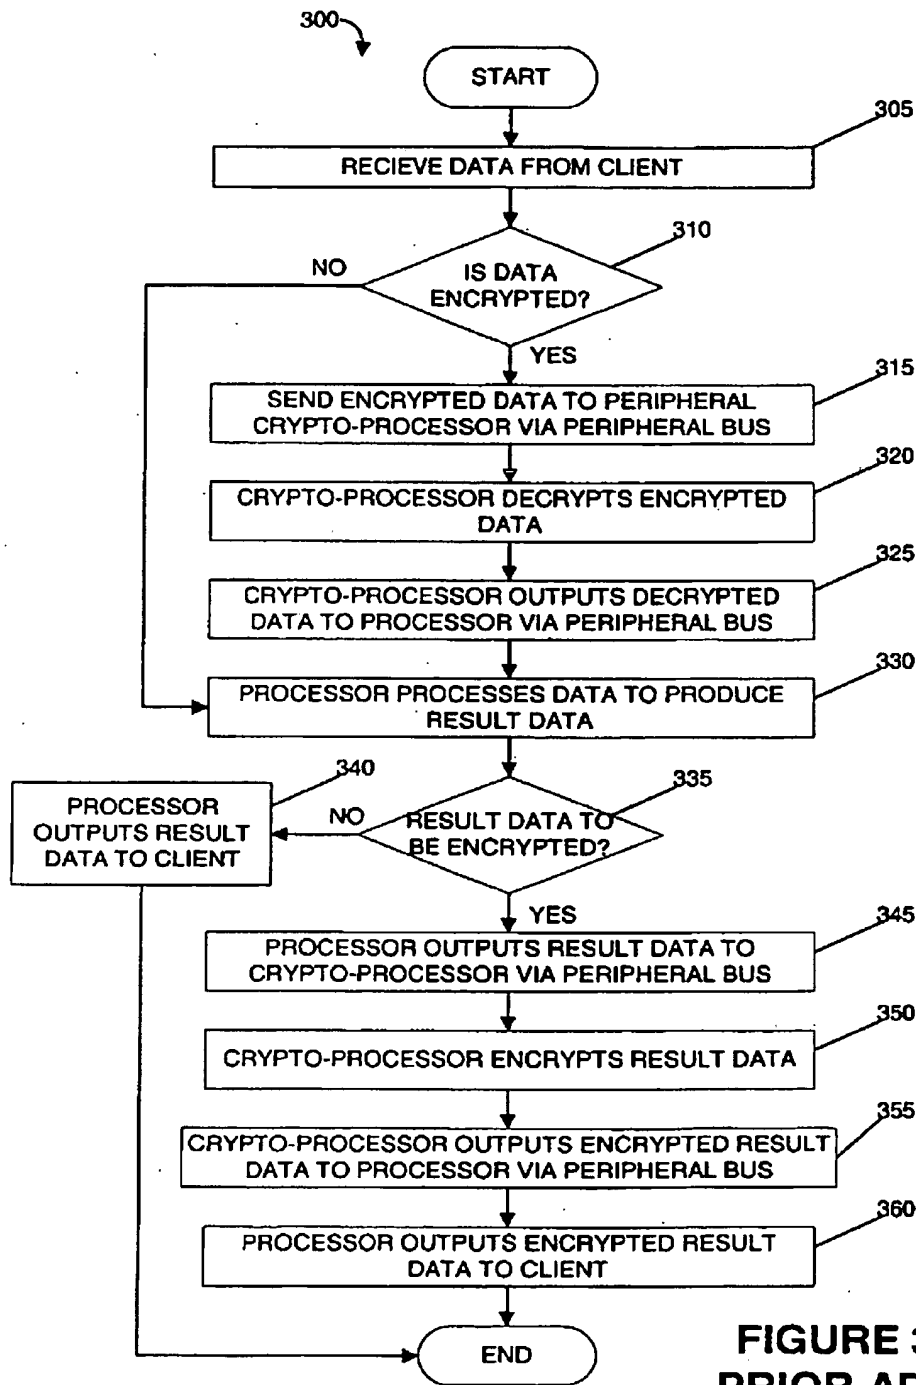 300
START
305
RECIEVE DATA FROM CLIENT
310
IS DATA
ENCRYPTED?
NO
YES
315
SEND ENCRYPTED DATA TO PERIPHERAL
CRYPTO-PROCESSOR VIA PERIPHERAL BUS
320
CRYPTO-PROCESSOR DECRYPTS ENCRYPTED
DATA
325
CRYPTO-PROCESSOR OUTPUTS DECRYPTED
DATA TO PROCESSOR VIA PERIPHERAL BUS
330
PROCESSOR PROCESSES DATA TO PRODUCE
RESULT DATA
335
RESULT DATA TO
BE ENCRYPTED?
NO
340
PROCESSOR
OUTPUTS RESULT
DATA TO CLIENT
YES
345
PROCESSOR OUTPUTS RESULT DATA TO
CRYPTO-PROCESSOR VIA PERIPHERAL BUS
350
CRYPTO-PROCESSOR ENCRYPTS RESULT DATA
355
CRYPTO-PROCESSOR OUTPUTS ENCRYPTED RESULT
DATA TO PROCESSOR VIA PERIPHERAL BUS
360
PROCESSOR OUTPUTS ENCRYPTED RESULT
DATA TO CLIENT
END
FIGURE 3
PRIOR